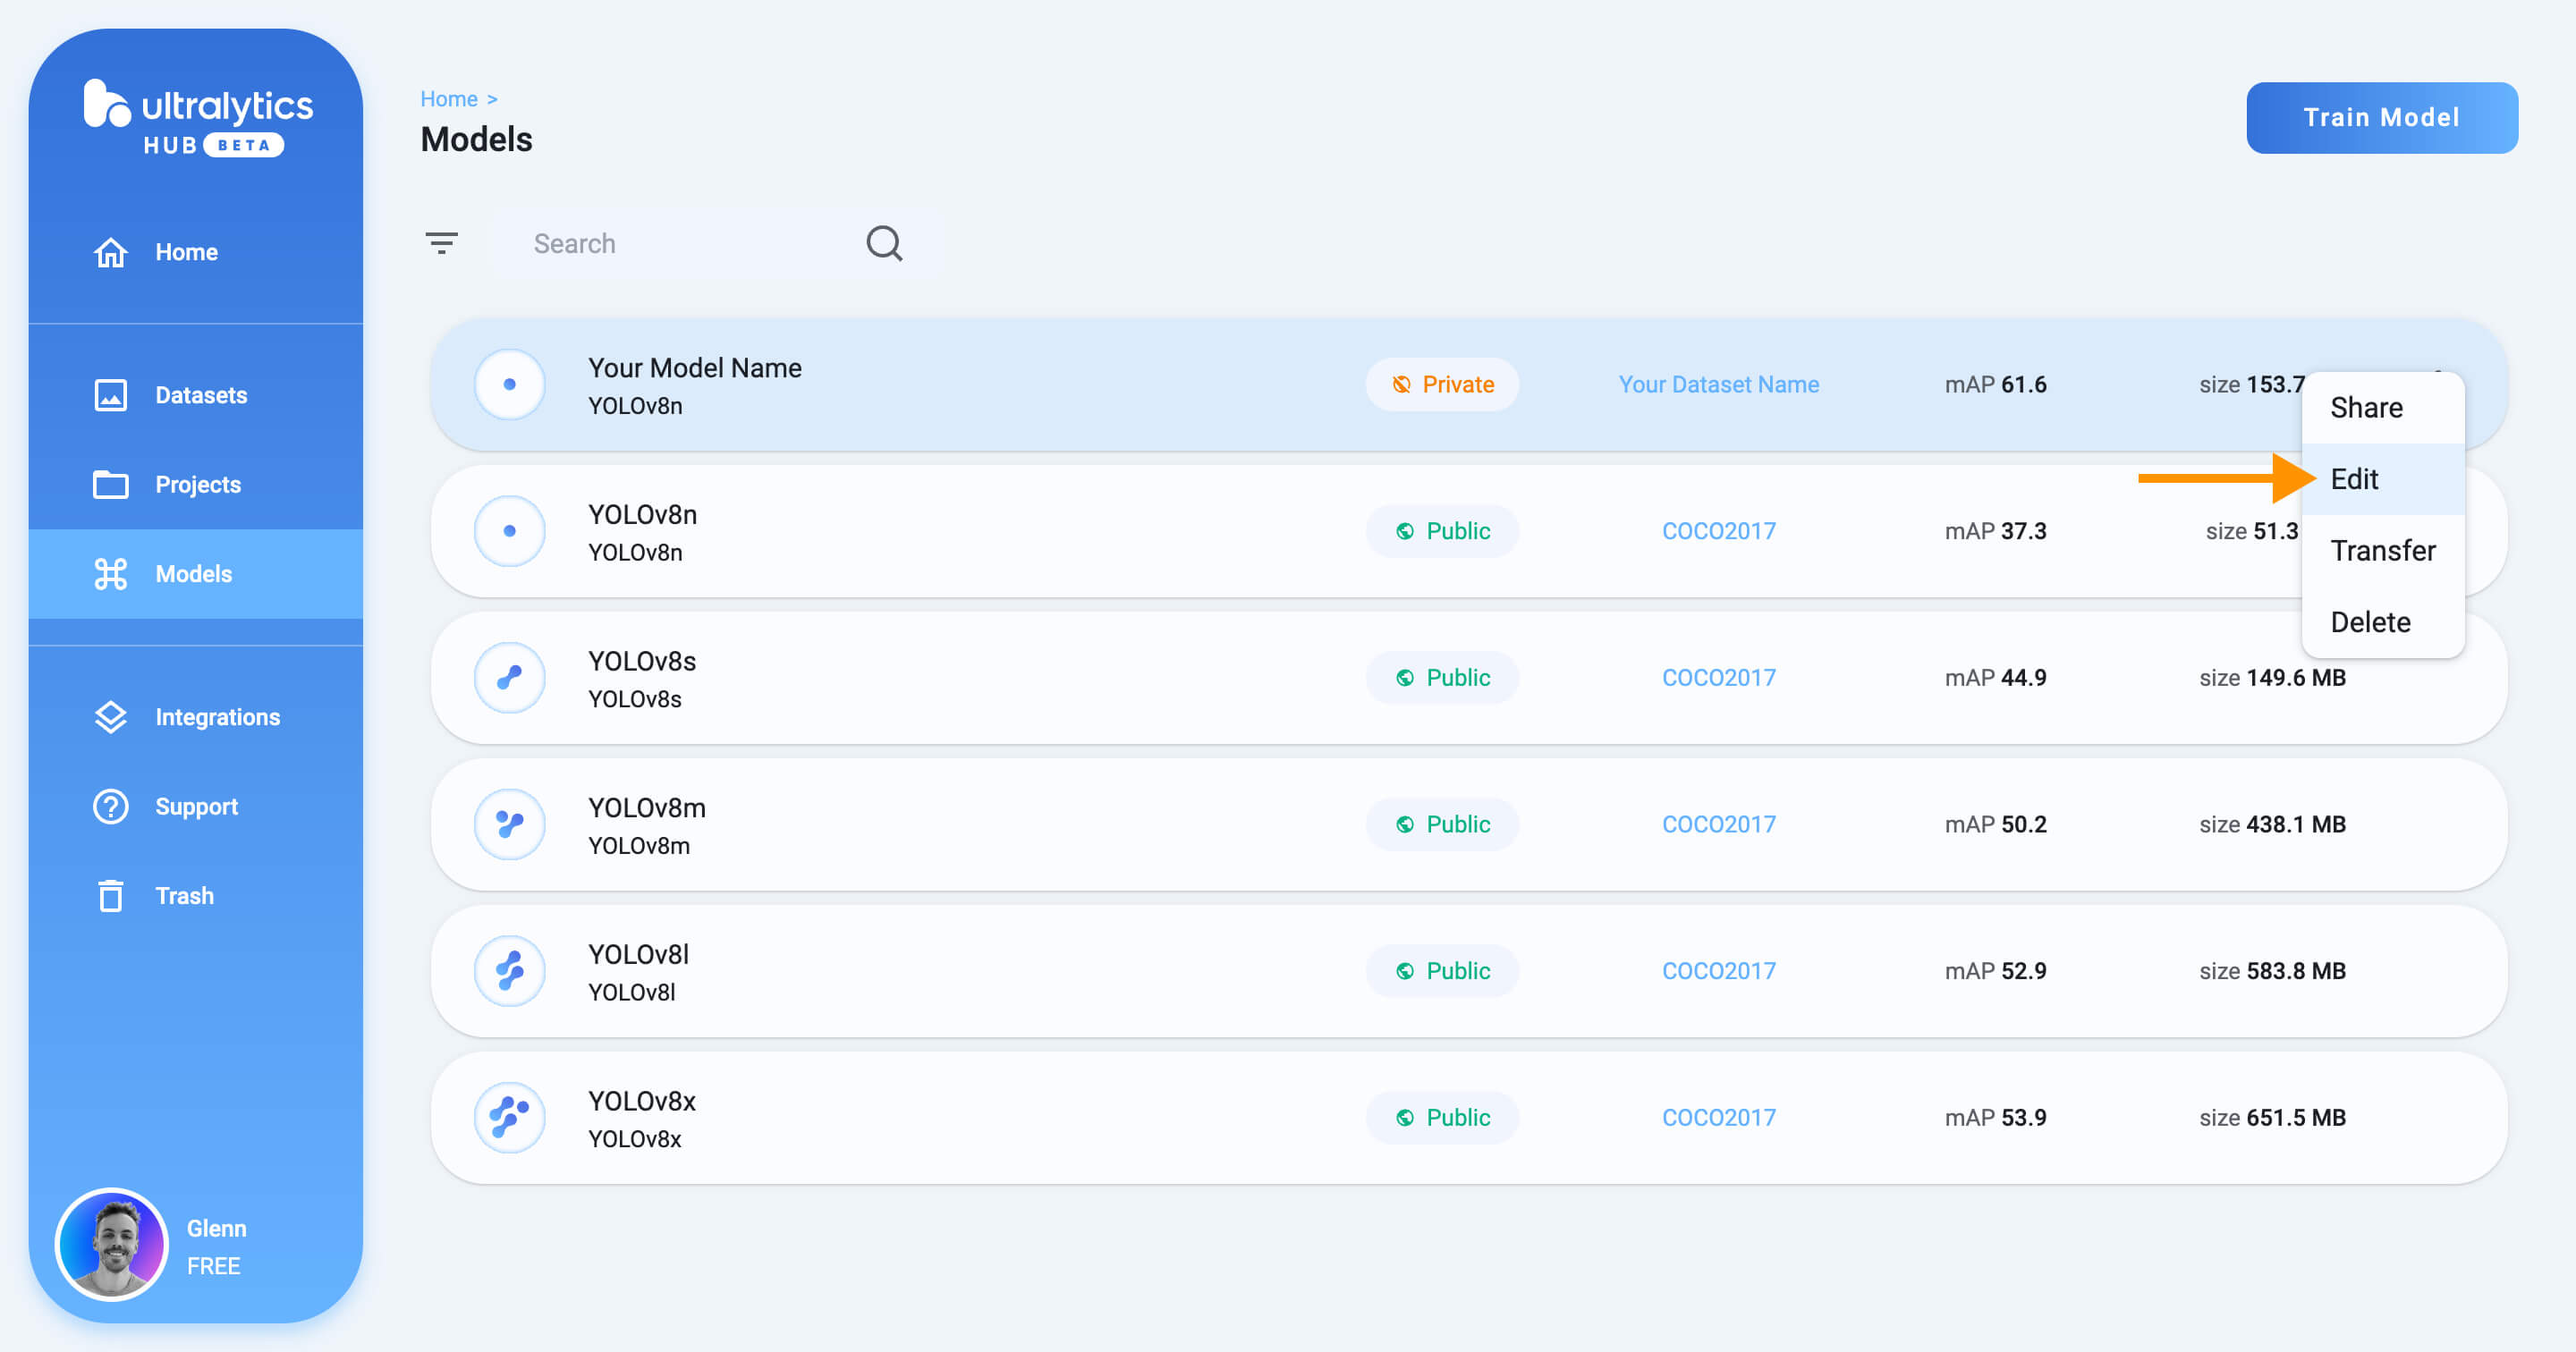 ultralytics
HUB BETA
Home
Datasets
Projects
Models
Integrations
Support
Trash
Glenn
FREE
Home >
Models
Train Model
Search
Your Model Name
YOLOv8n
Private
Your Dataset Name
mAP 61.6
size 153.7
YOLOv8n
YOLOv8n
Public
COCO2017
mAP 37.3
size 51.3
YOLOv8s
YOLOv8s
Public
COCO2017
mAP 44.9
size 149.6 MB
YOLOv8m
YOLOv8m
Public
COCO2017
mAP 50.2
size 438.1 MB
YOLOv8l
YOLOv8l
Public
COCO2017
mAP 52.9
size 583.8 MB
YOLOv8x
YOLOv8x
Public
COCO2017
mAP 53.9
size 651.5 MB
Share
Edit
Transfer
Delete